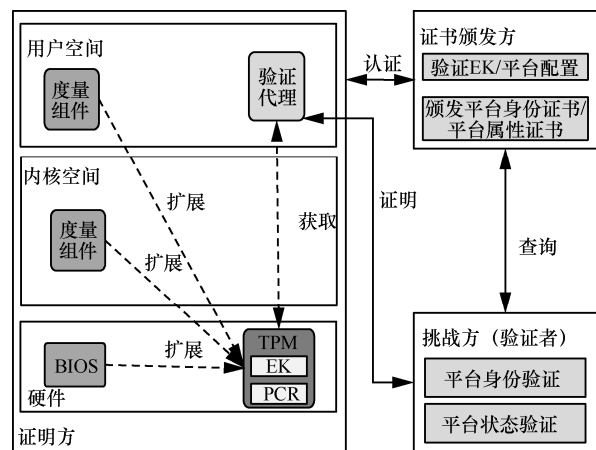 用户空间
度量
组件
验证
代理
扩展
内核空间
度量
组件
扩展
获取
BIOS
扩展
TPM
EK
PCR
硬件
证明方
认证
证明
证书颁发方
验证EK/平台配置
颁发平台身份证书/
平台属性证书
查询
挑战方（验证者）
平台身份验证
平台状态验证